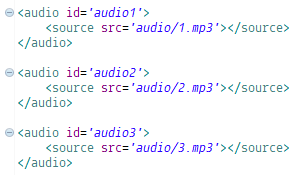 <audio id='audio1'>
<source src='audio/1.mp3'></source>
</audio>
<audio id='audio2'>
<source src='audio/2.mp3'></source>
</audio>
<audio id='audio3'>
<source src='audio/3.mp3'></source>
</audio>